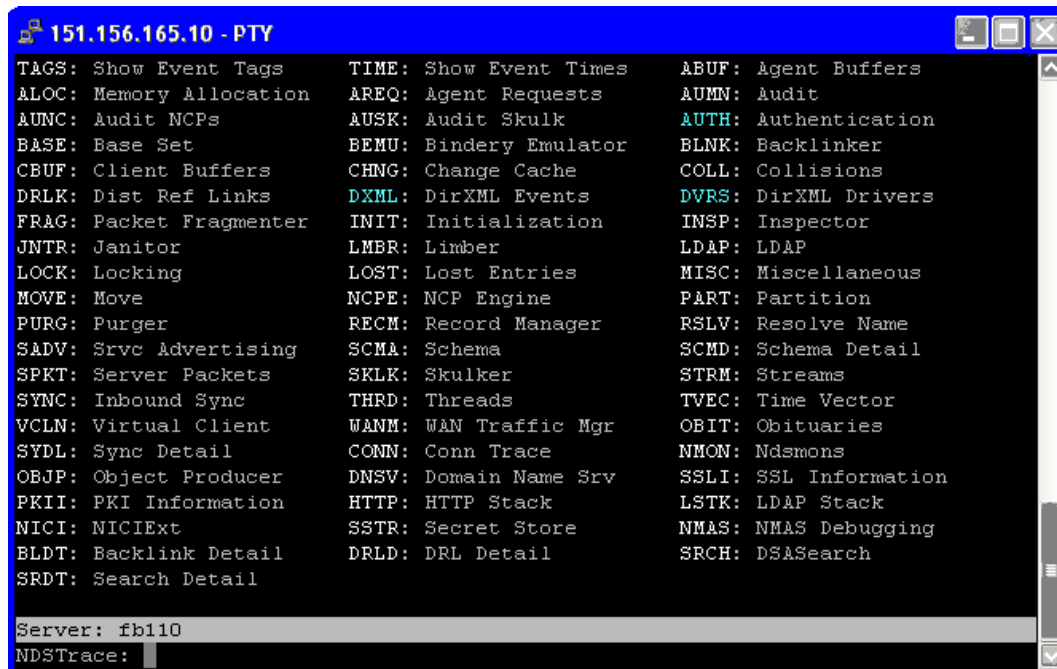 151.156.165.10 - PTY
TAGS: Show Event Tags TIME: Show Event Times ABUF: Agent Buffers
ALOC: Memory Allocation AREQ: Agent Requests AUMN: Audit
AUNC: Audit NCPs AUSK: Audit Skulk AUTH: Authentication
BASE: Base Set BEMU: Bindery Emulator BLNK: Backlinker
CBUF: Client Buffers CHNG: Change Cache COLL: Collisions
DRLK: Dist Ref Links DXML: DirXML Events DVRS: DirXML Drivers
FRAG: Packet Fragmenter INIT: Initialization INSP: Inspector
JNTR: Janitor LMBR: Limber LDAP: LDAP
LOCK: Locking LOST: Lost Entries MISC: Miscellaneous
MOVE: Move NCPE: NCP Engine PART: Partition
PURG: Purger RECM: Record Manager RSLV: Resolve Name
SADV: Srvc Advertising SCMA: Schema SCMD: Schema Detail
SPKT: Server Packets SKLK: Skulker STRM: Streams
SYNC: Inbound Sync THRD: Threads TVEC: Time Vector
VCLN: Virtual Client WANM: WAN Traffic Mgr OBIT: Obituaries
SYDL: Sync Detail CONN: Conn Trace NMON: Ndsmons
OBJP: Object Producer DNSV: Domain Name Srv SSLI: SSL Information
PKII: PKI Information HTTP: HTTP Stack LSTK: LDAP Stack
NICI: NICIExt SSTR: Secret Store NMAS: NMAS Debugging
BLDT: Backlink Detail DRLD: DRL Detail SRCH: DSASearch
SRDT: Search Detail
Server: fb110
NDSTrace: